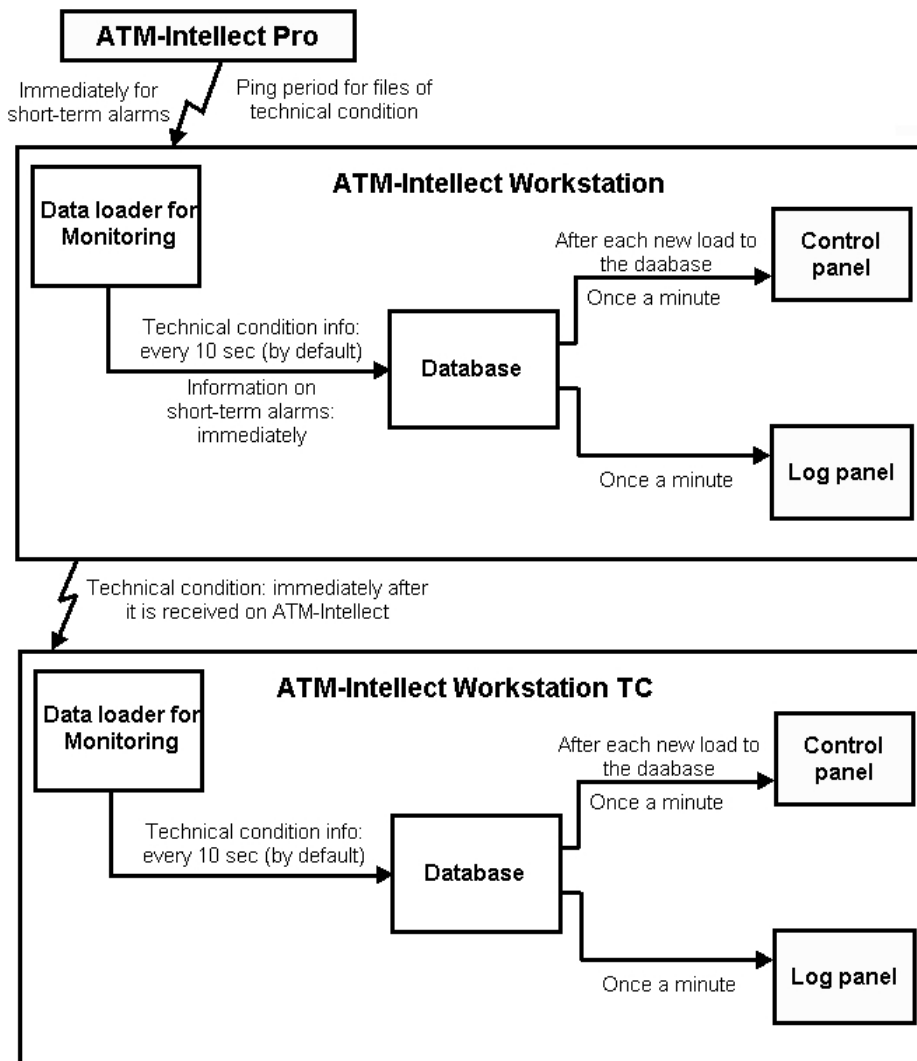 ATM-Intellect Pro
Immediately for
short-term alarms
Ping period for files of
technical condition
ATM-Intellect Workstation
Data loader for
Monitoring
After each new load to
the daabase
Once a minute
Control
panel
Technical condition info:
every 10 sec (by default)
Information on
short-term alarms:
immediately
Database
Once a minute
Log panel
Technical condition: immediately after
it is received on ATM-Intellect
ATM-Intellect Workstation TC
Data loader for
Monitoring
After each new load to
the daabase
Once a minute
Control
panel
Technical condition info:
every 10 sec (by default)
Database
Once a minute
Log panel